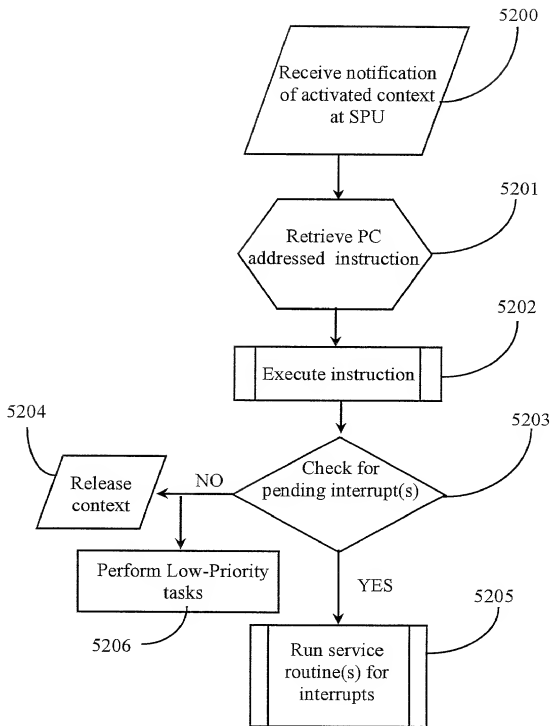 5200
Receive notification
of activated context
at SPU
5201
Retrieve PC
addressed instruction
5202
Execute instruction
5203
Check for
pending interrupt(s)
5204
Release
context
NO
Perform Low-Priority
tasks
5206
YES
5205
Run service
routine(s) for
interrupts